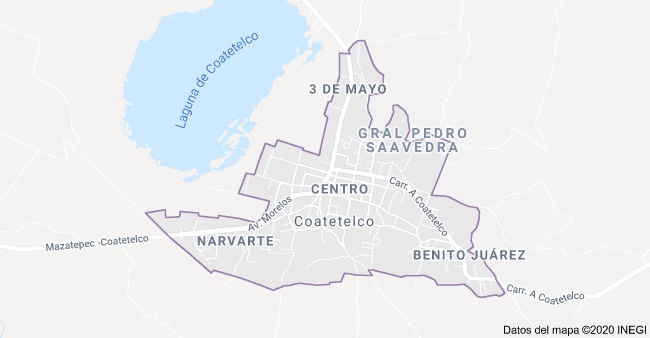 Laguna de Coatetelco
3 DE MAYO
GRAL PEDRO
SAAVEDRA
CENTRO
Carr. A Coatetelco
Av. Morelos
Coatetelco
NARVARTE
Mazatepec -Coatetelco
BENITO JUÁREZ
Carr. A Coatetelco
Datos del mapa ©2020 INEGI